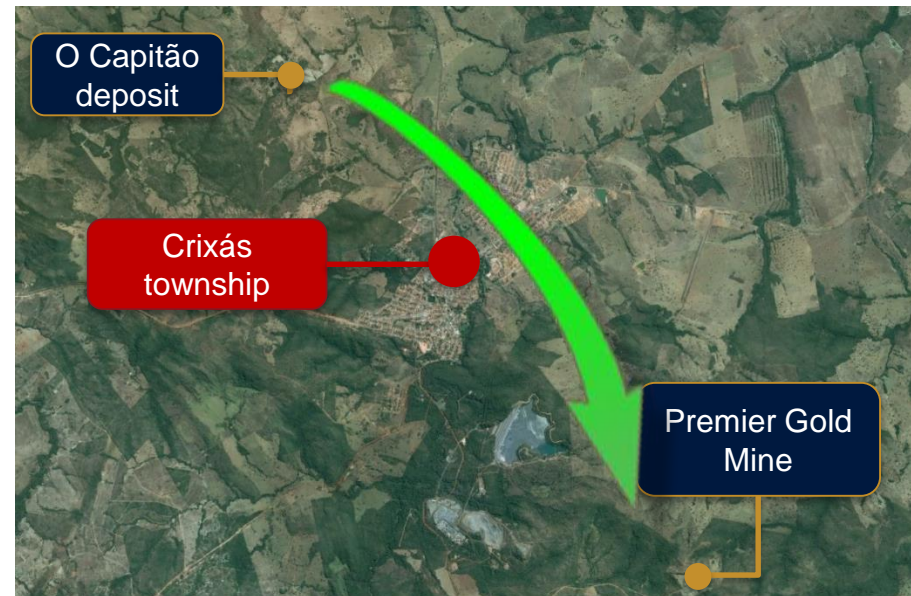 O Capitão
deposit
Crixás
township
Premier Gold
Mine